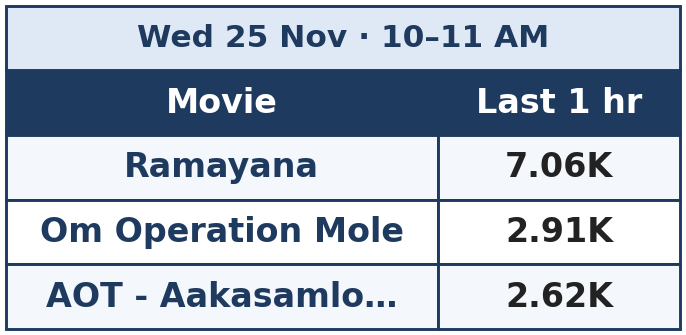 Wed 25 Nov · 10–11 AM
Movie Last 1 hr
Ramayana 7.06K
Om Operation Mole 2.91K
AOT - Aakasamlo... 2.62K